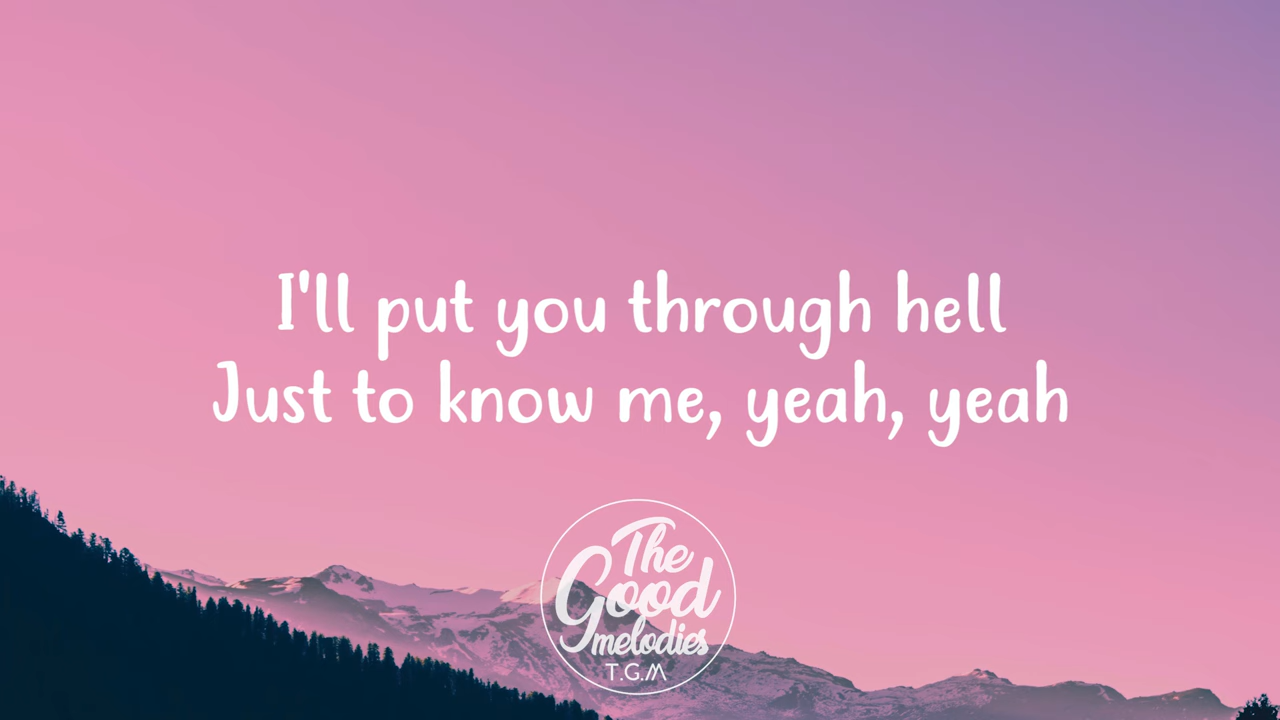 I'll put you through hell
Just to know me, yeah, yeah
The
Good
melodies
T.G.M